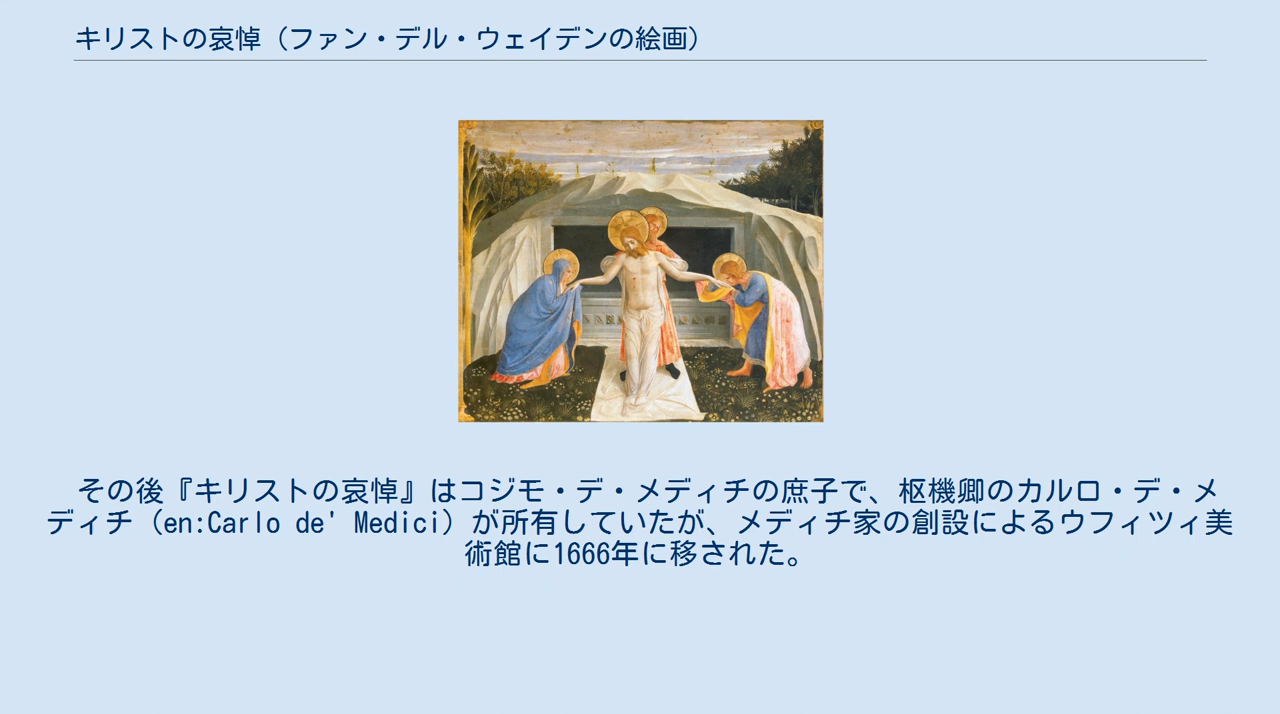 キリストの哀悼（ファン・デル・ウェイデンの絵画）
その後『キリストの哀悼』はコジモ・デ・メディチの庶子で、枢機卿のカルロ・デ・メ
ディチ（en:Carlo de' Medici）が所有していたが、メディチ家の創設によるウフィツィ美
術館に1666年に移された。